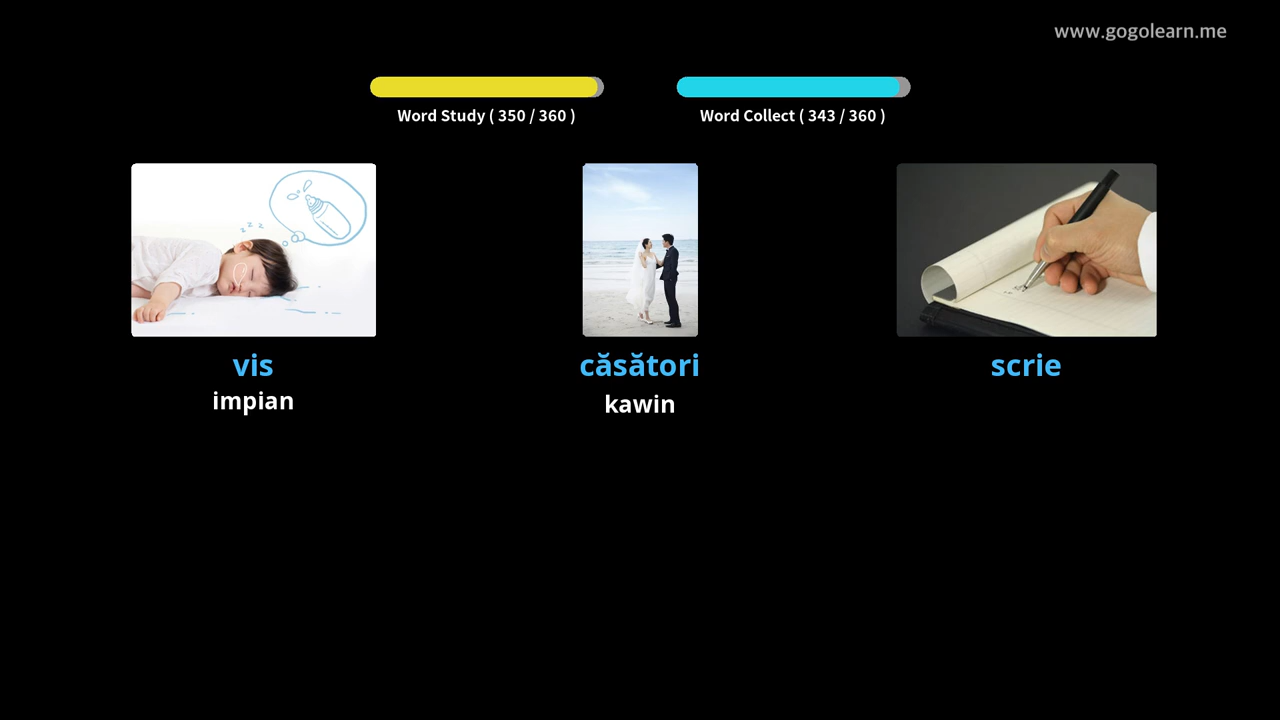 www.gogolearn.me
Word Study ( 350 / 360 )
Word Collect ( 343 / 360 )
z z z
vis
căsători
scrie
impian
kawin